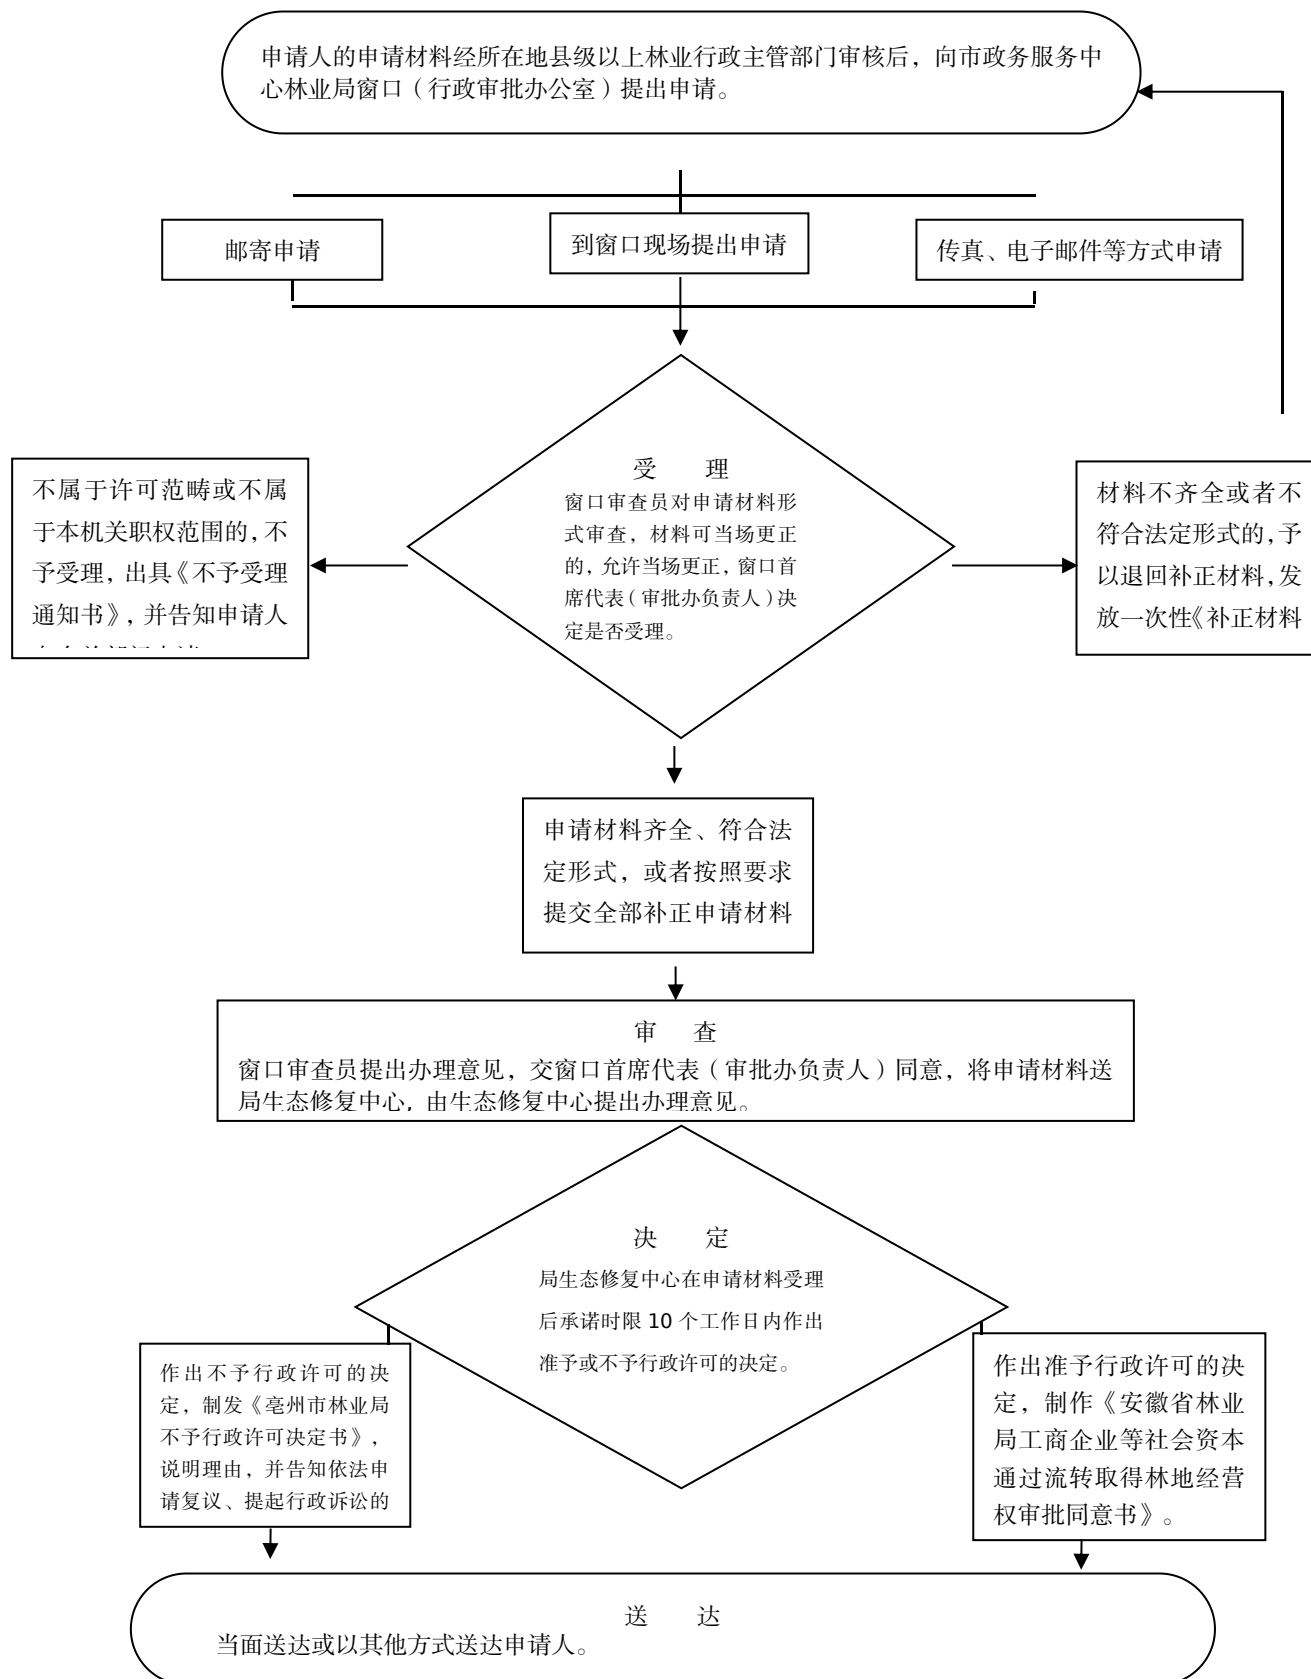 申请人的申请材料经所在地县级以上林业行政主管部门审核后，向市政务服务中
心林业局窗口（行政审批办公室）提出申请。
邮寄申请
到窗口现场提出申请
传真、电子邮件等方式申请
受 理
窗口审查员对申请材料形
式审查，材料可当场更正
的，允许当场更正，窗口首
席代表（审批办负责人）决
定是否受理。
不属于许可范畴或不属
于本机关职权范围的，不
予受理，出具《不予受理
通知书》，并告知申请人
材料不齐全或者不
符合法定形式的，予
以退回补正材料，发
放一次性《补正材料
申请材料齐全、符合法
定形式，或者按照要求
提交全部补正申请材料
审 查
窗口审查员提出办理意见，交窗口首席代表（审批办负责人）同意，将申请材料送
局生态修复中心，由生态修复中心提出办理意见。
决 定
局生态修复中心在申请材料受理
后承诺时限 10 个工作日内作出
准予或不予行政许可的决定。
作出不予行政许可的决
定，制发《亳州市林业局
不予行政许可决定书》，
说明理由，并告知依法申
请复议、提起行政诉讼的
作出准予行政许可的决
定，制作《安徽省林业
局工商企业等社会资本
通过流转取得林地经营
权审批同意书》。
送 达
当面送达或以其他方式送达申请人。